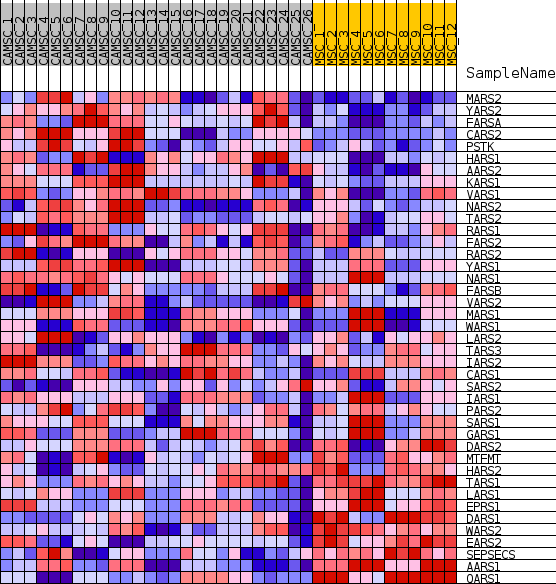 CAMSC_1
CAMSC_2
CAMSC_3
CAMSC_4
CAMSC_5
CAMSC_6
CAMSC_7
CAMSC_8
CAMSC_9
CAMSC_10
CAMSC_11
CAMSC_12
CAMSC_13
CAMSC_14
CAMSC_15
CAMSC_16
CAMSC_17
CAMSC_18
CAMSC_19
CAMSC_20
CAMSC_21
CAMSC_22
CAMSC_23
CAMSC_24
CAMSC_25
CAMSC_26
MSC_1
MSC_2
MSC_3
MSC_4
MSC_5
MSC_6
MSC_7
MSC_8
MSC_9
MSC_10
MSC_11
MSC_12
SampleName
MARS2
YARS2
FARSA
CARS2
PSTK
HARS1
AARS2
KARS1
VARS1
NARS2
TARS2
RARS1
FARS2
RARS2
YARS1
NARS1
FARSB
VARS2
MARS1
WARS1
LARS2
TARS3
IARS2
CARS1
SARS2
IARS1
PARS2
SARS1
GARS1
DARS2
MTFMT
HARS2
TARS1
LARS1
EPRS1
DARS1
WARS2
EARS2
SEPSECS
AARS1
QARS1